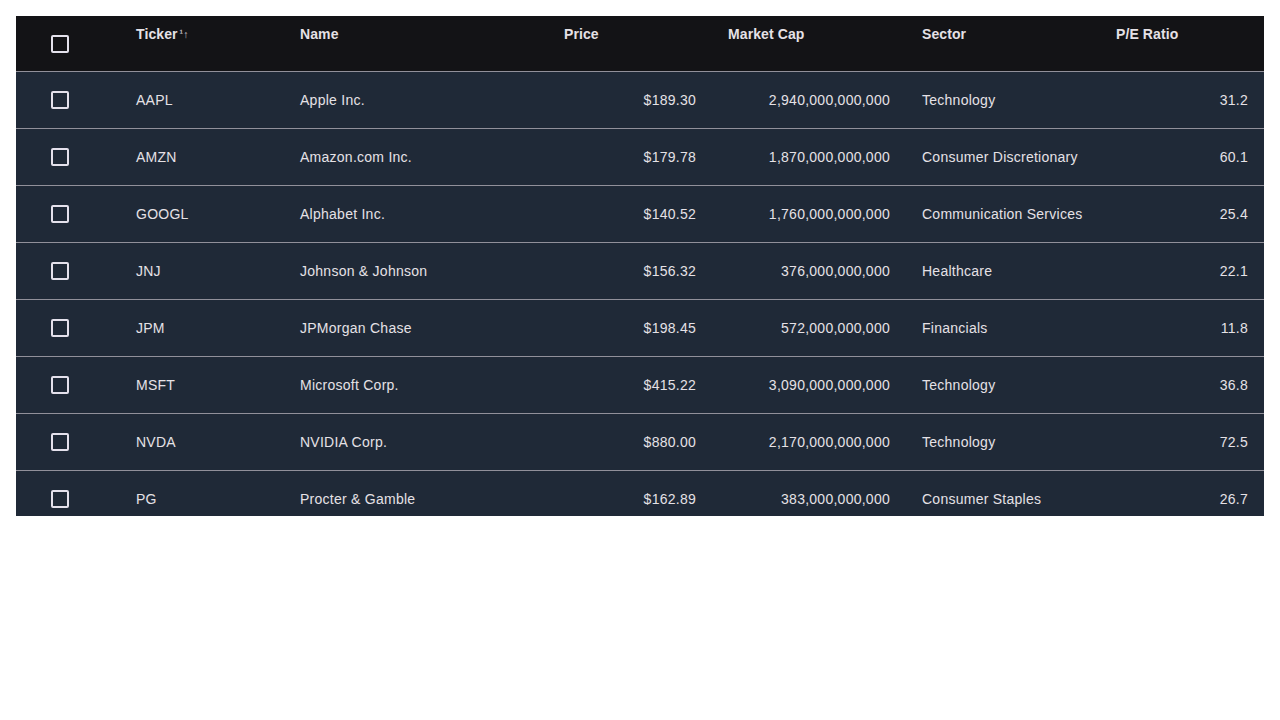 Ticker ¹↑ Name Price Market Cap Sector P/E Ratio
AAPL Apple Inc. $189.30 2,940,000,000,000 Technology 31.2
AMZN Amazon.com Inc. $179.78 1,870,000,000,000 Consumer Discretionary 60.1
GOOGL Alphabet Inc. $140.52 1,760,000,000,000 Communication Services 25.4
JNJ Johnson & Johnson $156.32 376,000,000,000 Healthcare 22.1
JPM JPMorgan Chase $198.45 572,000,000,000 Financials 11.8
MSFT Microsoft Corp. $415.22 3,090,000,000,000 Technology 36.8
NVDA NVIDIA Corp. $880.00 2,170,000,000,000 Technology 72.5
PG Procter & Gamble $162.89 383,000,000,000 Consumer Staples 26.7